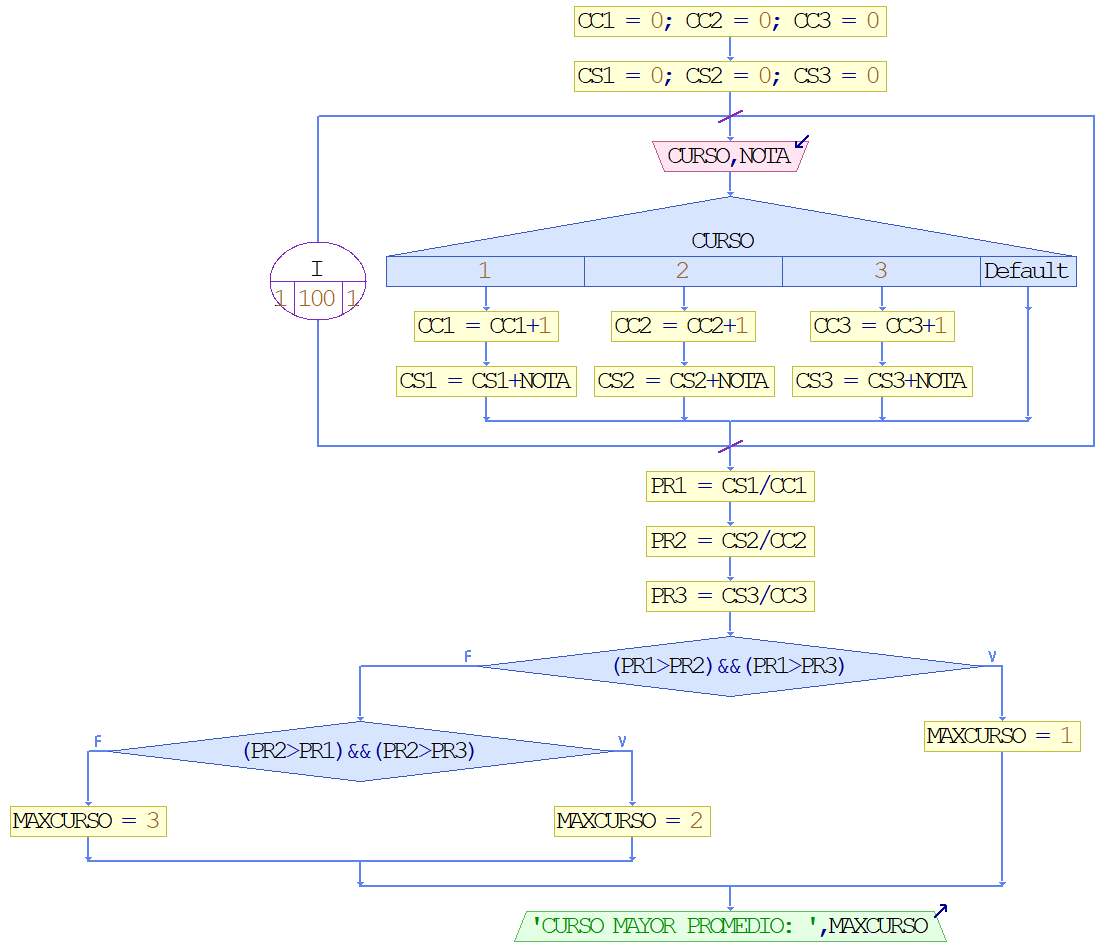 CC1 = 0; CC2 = 0; CC3 = 0
CS1 = 0; CS2 = 0; CS3 = 0
CURSO,NOTA
CURSO
I
1 100 1
1 2 3 Default
CC1 = CC1+1 CC2 = CC2+1 CC3 = CC3+1
CS1 = CS1+NOTA CS2 = CS2+NOTA CS3 = CS3+NOTA
PR1 = CS1/CC1
PR2 = CS2/CC2
PR3 = CS3/CC3
F (PR1>PR2)&&(PR1>PR3) V
MAXCURSO = 1
F (PR2>PR1)&&(PR2>PR3) V
MAXCURSO = 3 MAXCURSO = 2
'CURSO MAYOR PROMEDIO: ',MAXCURSO